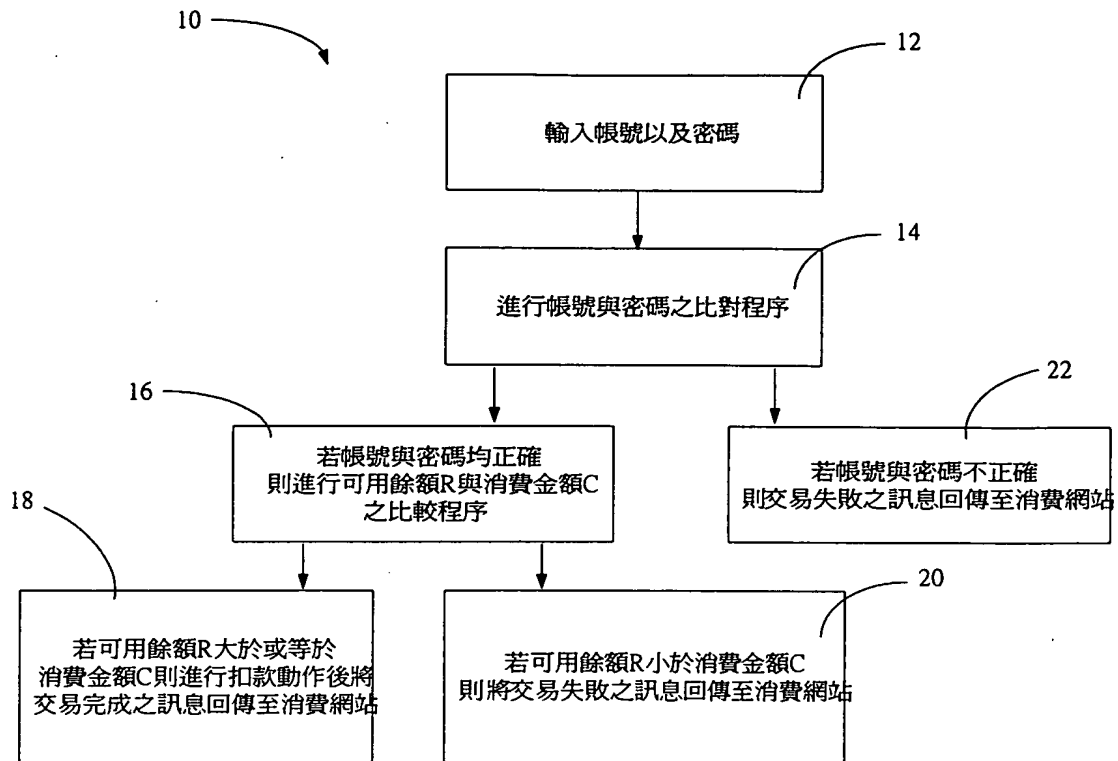 10
12
輸入帳號以及密碼
14
進行帳號與密碼之比對程序
16
若帳號與密碼均正確
則進行可用餘額R與消費金額C
之比較程序
22
若帳號與密碼不正確
則交易失敗之訊息回傳至消費網站
18
若可用餘額R大於或等於
消費金額C則進行扣款動作後將
交易完成之訊息回傳至消費網站
20
若可用餘額R小於消費金額C
則將交易失敗之訊息回傳至消費網站